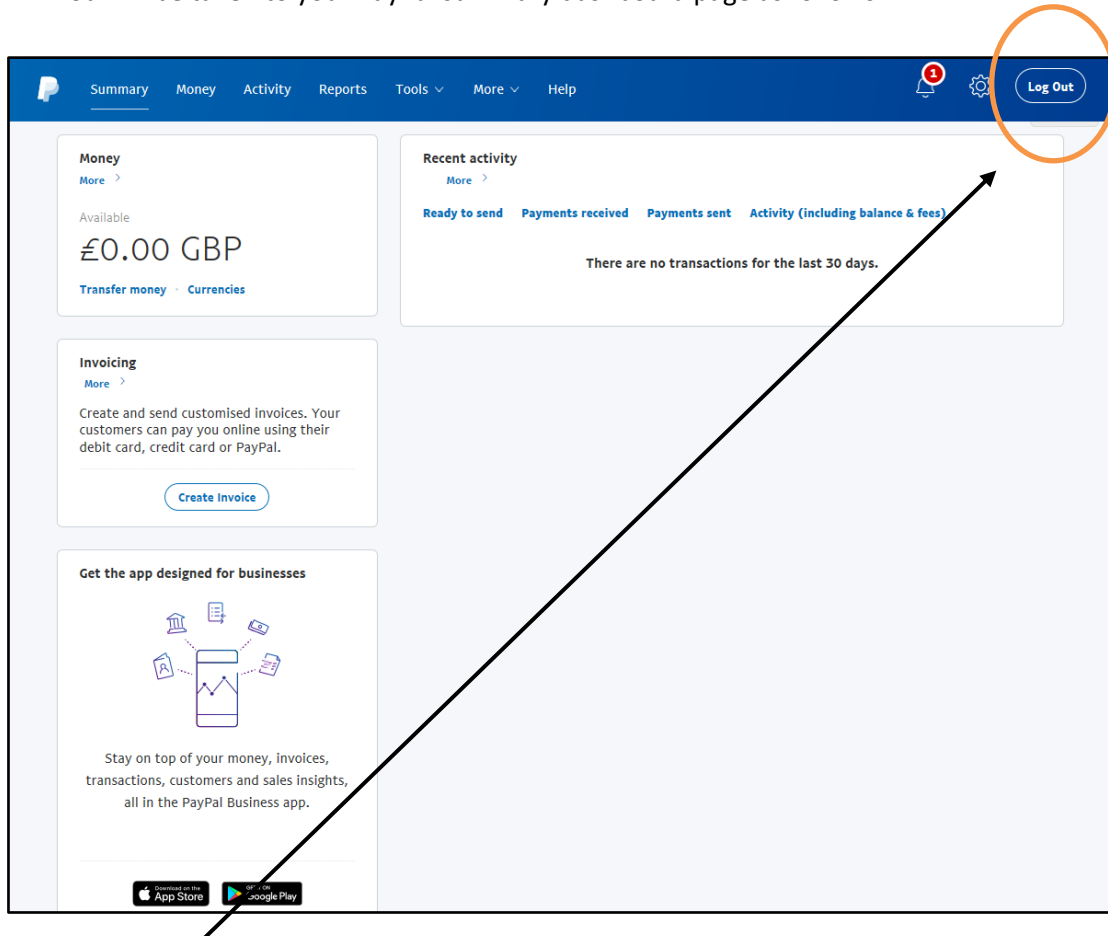 Summary Money Activity Reports Tools More Help
1
Log Out
Money
More
Available
£0.00 GBP
Transfer money · Currencies
Recent activity
More
Ready to send Payments received Payments sent Activity (including balance & fees)
There are no transactions for the last 30 days.
Invoicing
More
Create and send customised invoices. Your
customers can pay you online using their
debit card, credit card or PayPal.
Create Invoice
Get the app designed for businesses
Stay on top of your money, invoices,
transactions, customers and sales insights,
all in the PayPal Business app.
Download on the
App Store
Google Play